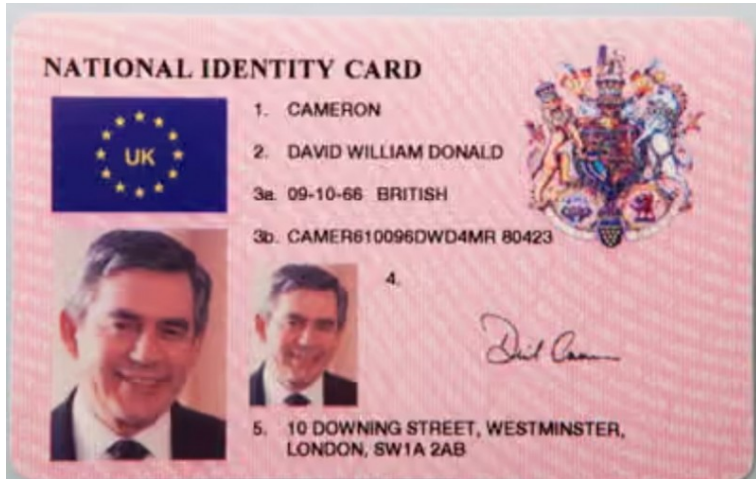 NATIONAL IDENTITY CARD
UK
1. CAMERON
2. DAVID WILLIAM DONALD
3a. 09-10-66 BRITISH
3b. CAMER610096DWD4MR 80423
4.
5. 10 DOWNING STREET, WESTMINSTER,
LONDON, SW1A 2AB